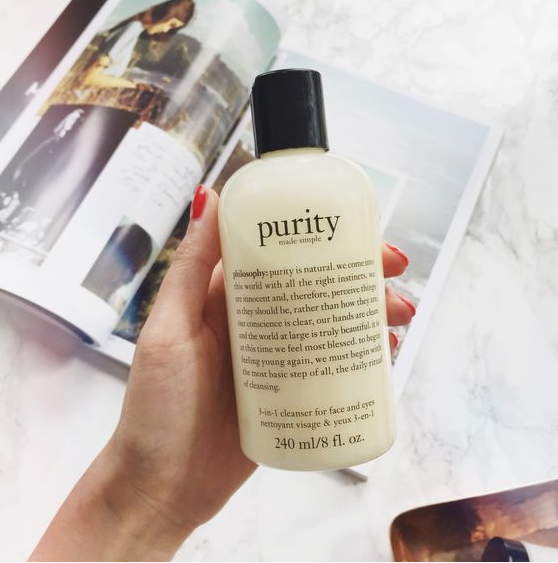 purity
made simple
philosophy: purity is natural. we come into
this world with all the right instincts. we
are innocent and, therefore, perceive things
as they should be, rather than how they are.
our conscience is clear, our hands are clean
and the world at large is truly beautiful. it is
at this time we feel most blessed. to begin
feeling young again, we must begin with
the most basic step of all, the daily ritual
of cleansing.
3-in-1 cleanser for face and eyes
nettoyant visage & yeux 3-en-1
240 ml/8 fl. oz.